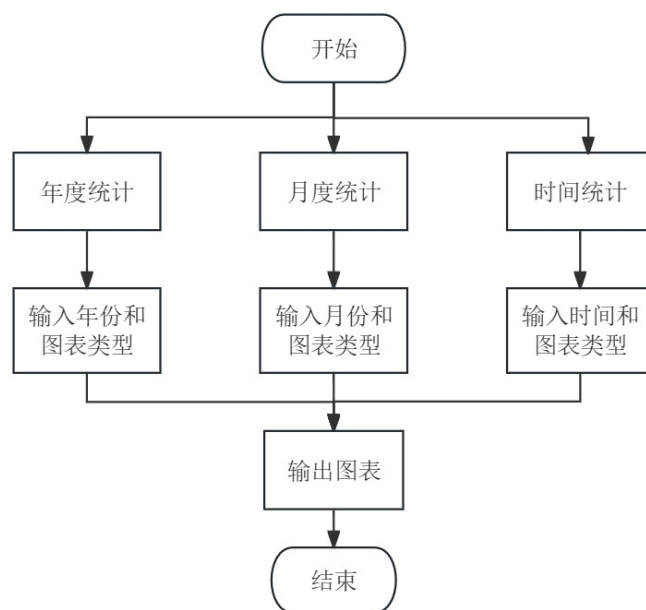 开始
年度统计
月度统计
时间统计
输入年份和
图表类型
输入月份和
图表类型
输入时间和
图表类型
输出图表
结束